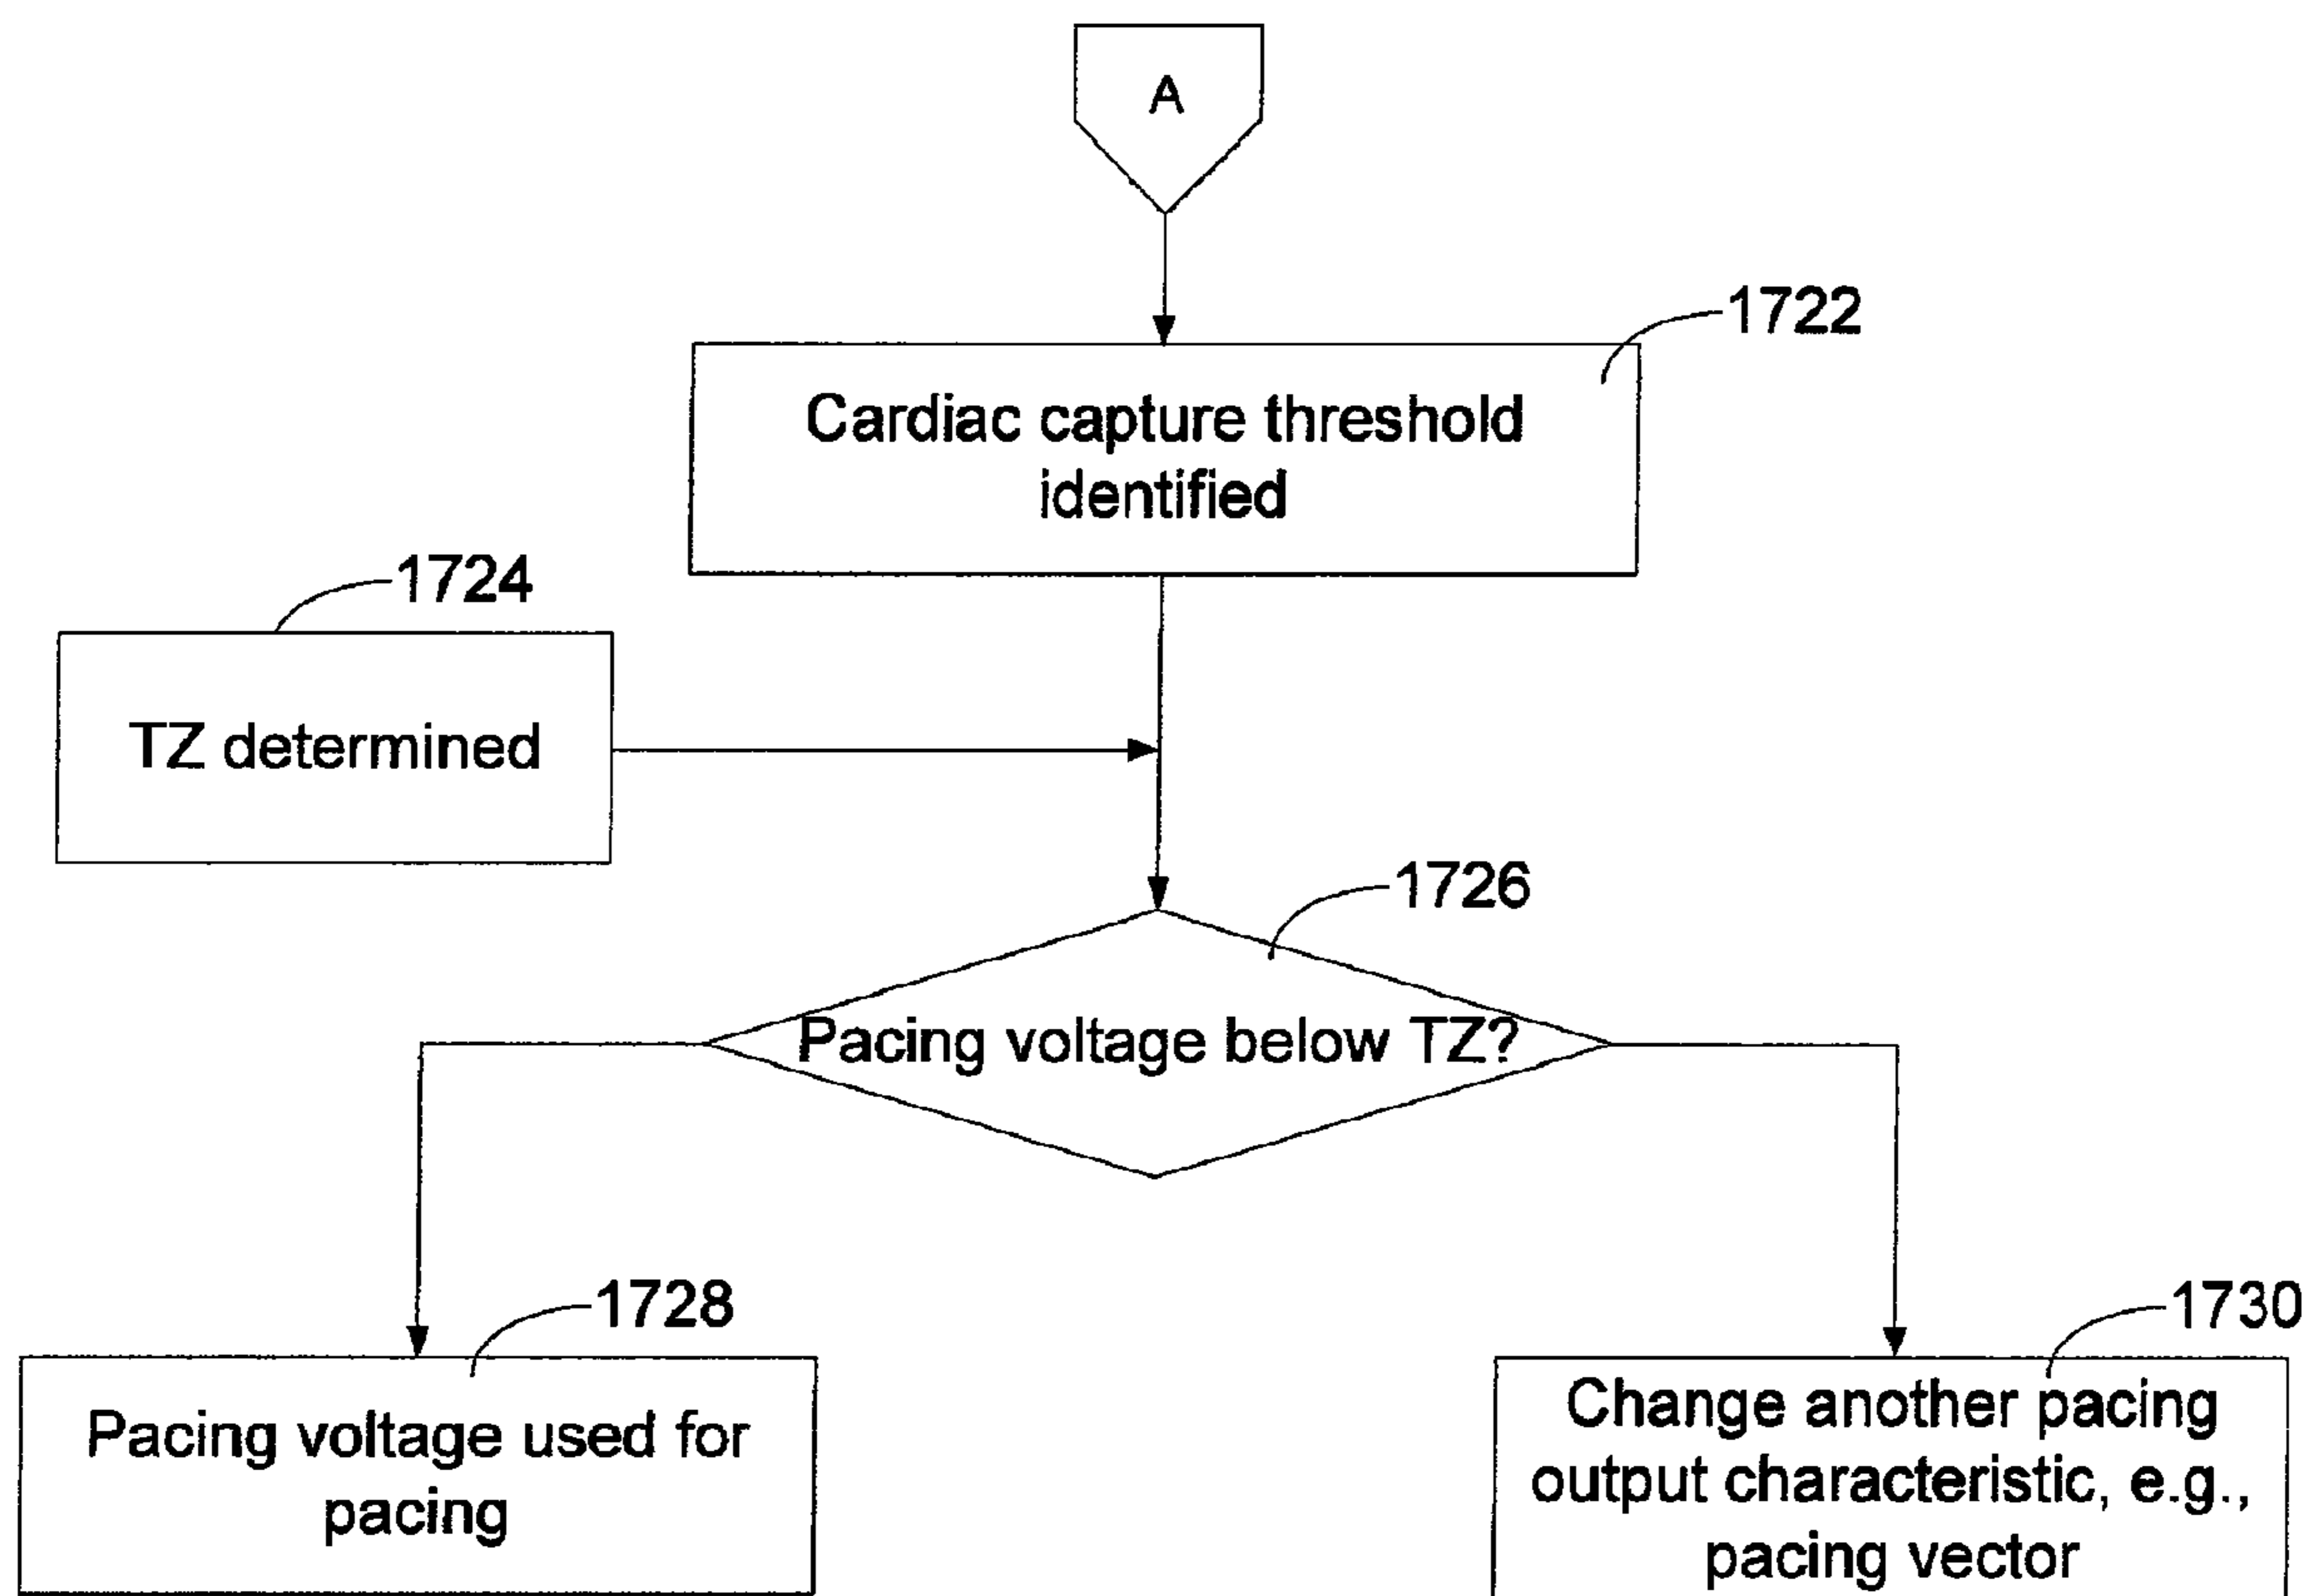 A
1722
Cardiac capture threshold
identified
1724
TZ determined
1726
Pacing voltage below TZ?
1728
Pacing voltage used for
pacing
1730
Change another pacing
output characteristic, e.g.,
pacing vector